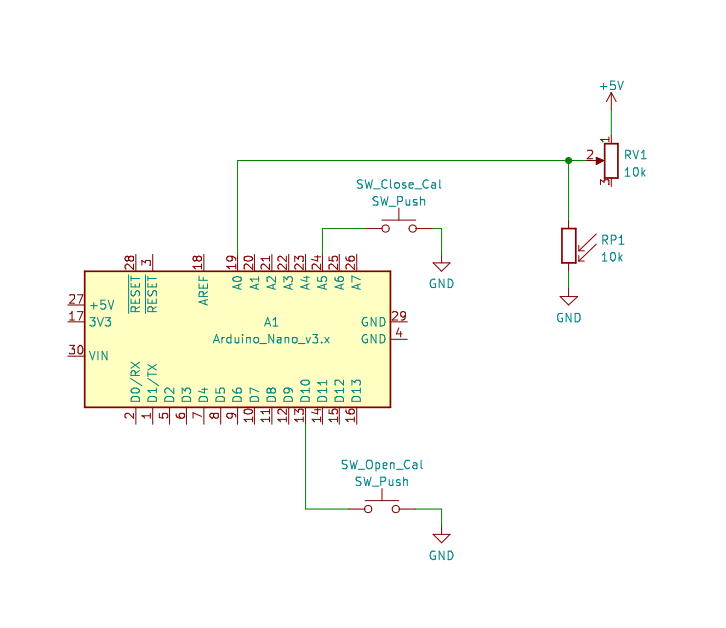 +5V
1
2
RV1
10k
3
SW_Close_Cal
SW_Push
RP1
10k
GND
GND
28 3 18 19 20 21 22 23 24 25 26
RESET RESET AREF A0 A1 A2 A3 A4 A5 A6 A7
27 +5V
17 3V3
30 VIN
A1
Arduino_Nano_v3.x
GND 29
GND 4
D0/RX D1/TX D2 D3 D4 D5 D6 D7 D8 D9 D10 D11 D12 D13
2 1 5 6 7 8 9 10 11 12 13 14 15 16
SW_Open_Cal
SW_Push
GND